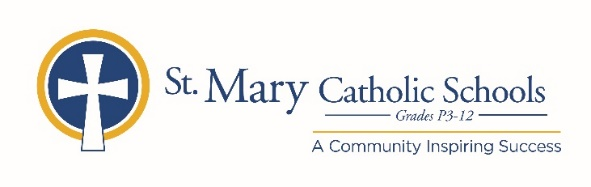 St. Mary Catholic Schools
Grades P3-12
A Community Inspiring Success